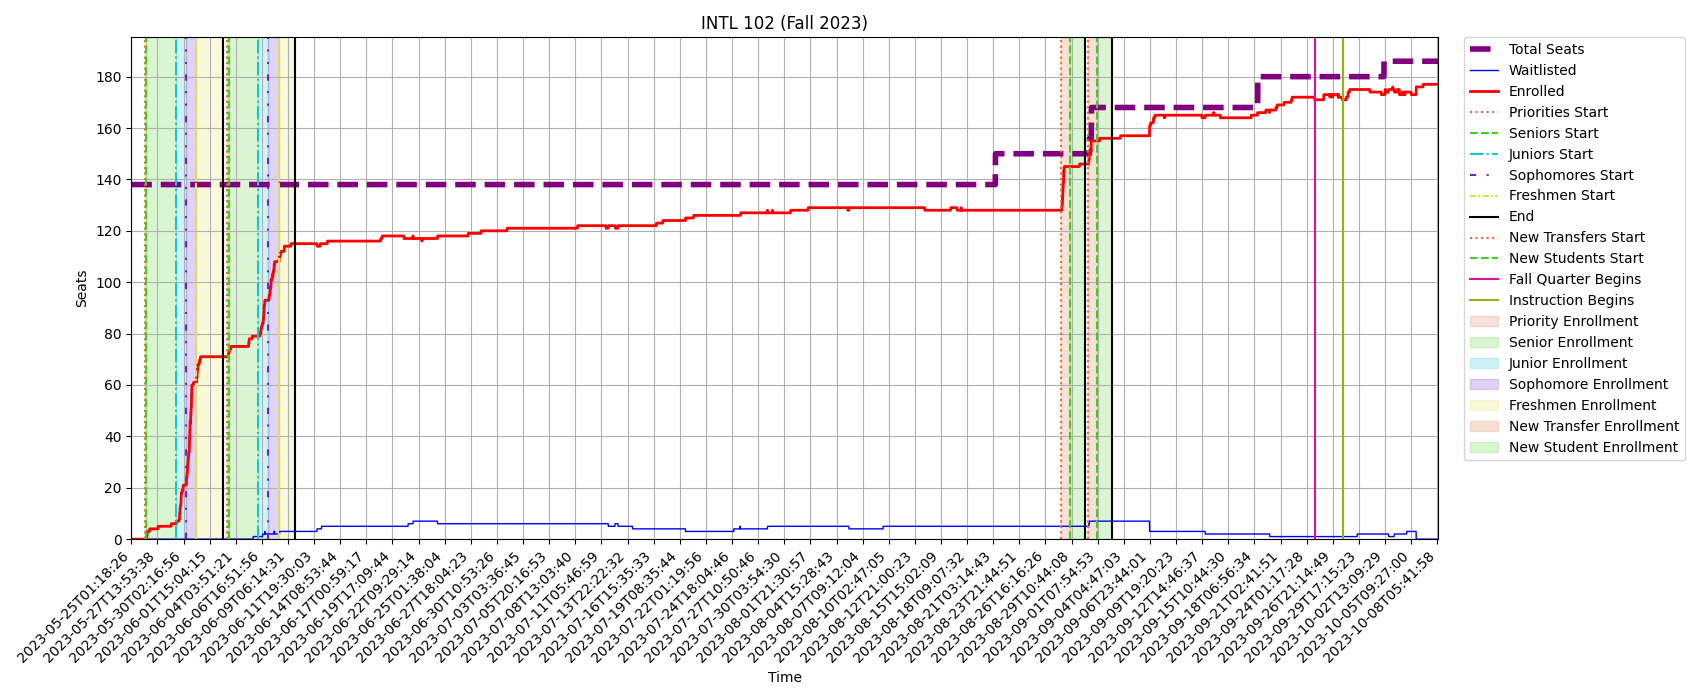 INTL 102 (Fall 2023)
Seats
180
160
140
120
100
80
60
40
20
0
2023-05-25T01:18:26
2023-05-27T13:53:38
2023-05-30T02:16:56
2023-06-01T15:04:15
2023-06-04T03:51:21
2023-06-06T16:51:56
2023-06-09T06:14:31
2023-06-11T19:30:03
2023-06-14T08:53:44
2023-06-17T00:59:17
2023-06-19T17:09:44
2023-06-22T09:29:14
2023-06-25T01:38:04
2023-06-27T18:04:23
2023-06-30T10:53:26
2023-07-03T03:36:45
2023-07-05T20:16:53
2023-07-08T13:03:40
2023-07-11T05:46:59
2023-07-13T22:22:32
2023-07-16T15:35:33
2023-07-19T08:35:44
2023-07-22T01:19:56
2023-07-24T18:04:46
2023-07-27T10:50:46
2023-07-30T03:54:30
2023-08-01T21:30:57
2023-08-04T15:28:43
2023-08-07T09:12:04
2023-08-10T02:47:05
2023-08-12T21:00:23
2023-08-15T15:02:09
2023-08-18T09:07:32
2023-08-21T03:14:43
2023-08-23T21:44:51
2023-08-26T16:16:26
2023-08-29T10:44:08
2023-09-01T07:54:53
2023-09-04T04:47:03
2023-09-06T23:44:01
2023-09-09T19:20:23
2023-09-12T14:46:37
2023-09-15T10:44:30
2023-09-18T06:56:34
2023-09-21T02:41:51
2023-09-24T01:17:28
2023-09-26T21:14:49
2023-09-29T17:15:23
2023-10-02T13:09:29
2023-10-05T09:27:00
2023-10-08T05:41:58
Time
Total Seats
Waitlisted
Enrolled
Priorities Start
Seniors Start
Juniors Start
Sophomores Start
Freshmen Start
End
New Transfers Start
New Students Start
Fall Quarter Begins
Instruction Begins
Priority Enrollment
Senior Enrollment
Junior Enrollment
Sophomore Enrollment
Freshmen Enrollment
New Transfer Enrollment
New Student Enrollment